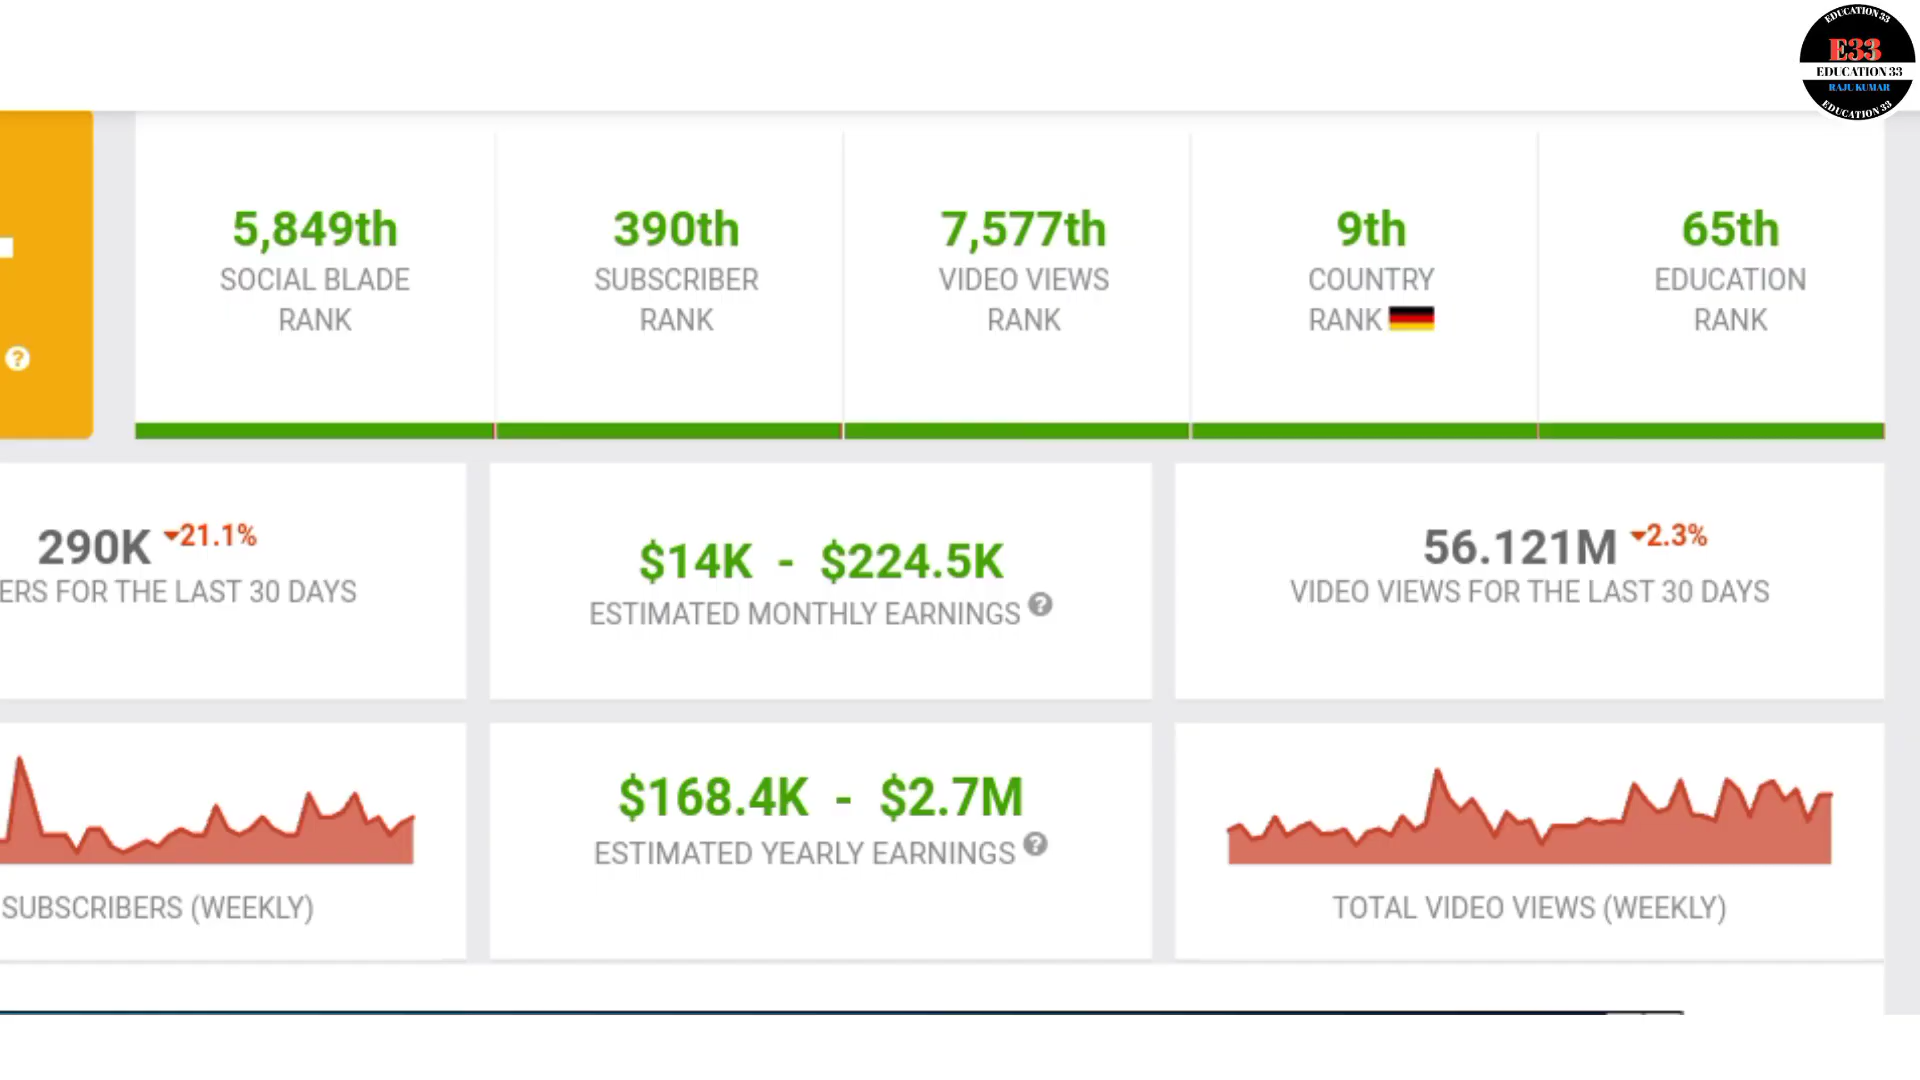 EDUCATION 33
E33
EDUCATION 33
RAJU KUMAR
EDUCATION 33
5,849th
SOCIAL BLADE
RANK
390th
SUBSCRIBER
RANK
7,577th
VIDEO VIEWS
RANK
9th
COUNTRY
RANK
65th
EDUCATION
RANK
290K 21.1%
ERS FOR THE LAST 30 DAYS
$14K - $224.5K
ESTIMATED MONTHLY EARNINGS ?
56.121M 2.3%
VIDEO VIEWS FOR THE LAST 30 DAYS
SUBSCRIBERS (WEEKLY)
$168.4K - $2.7M
ESTIMATED YEARLY EARNINGS ?
TOTAL VIDEO VIEWS (WEEKLY)